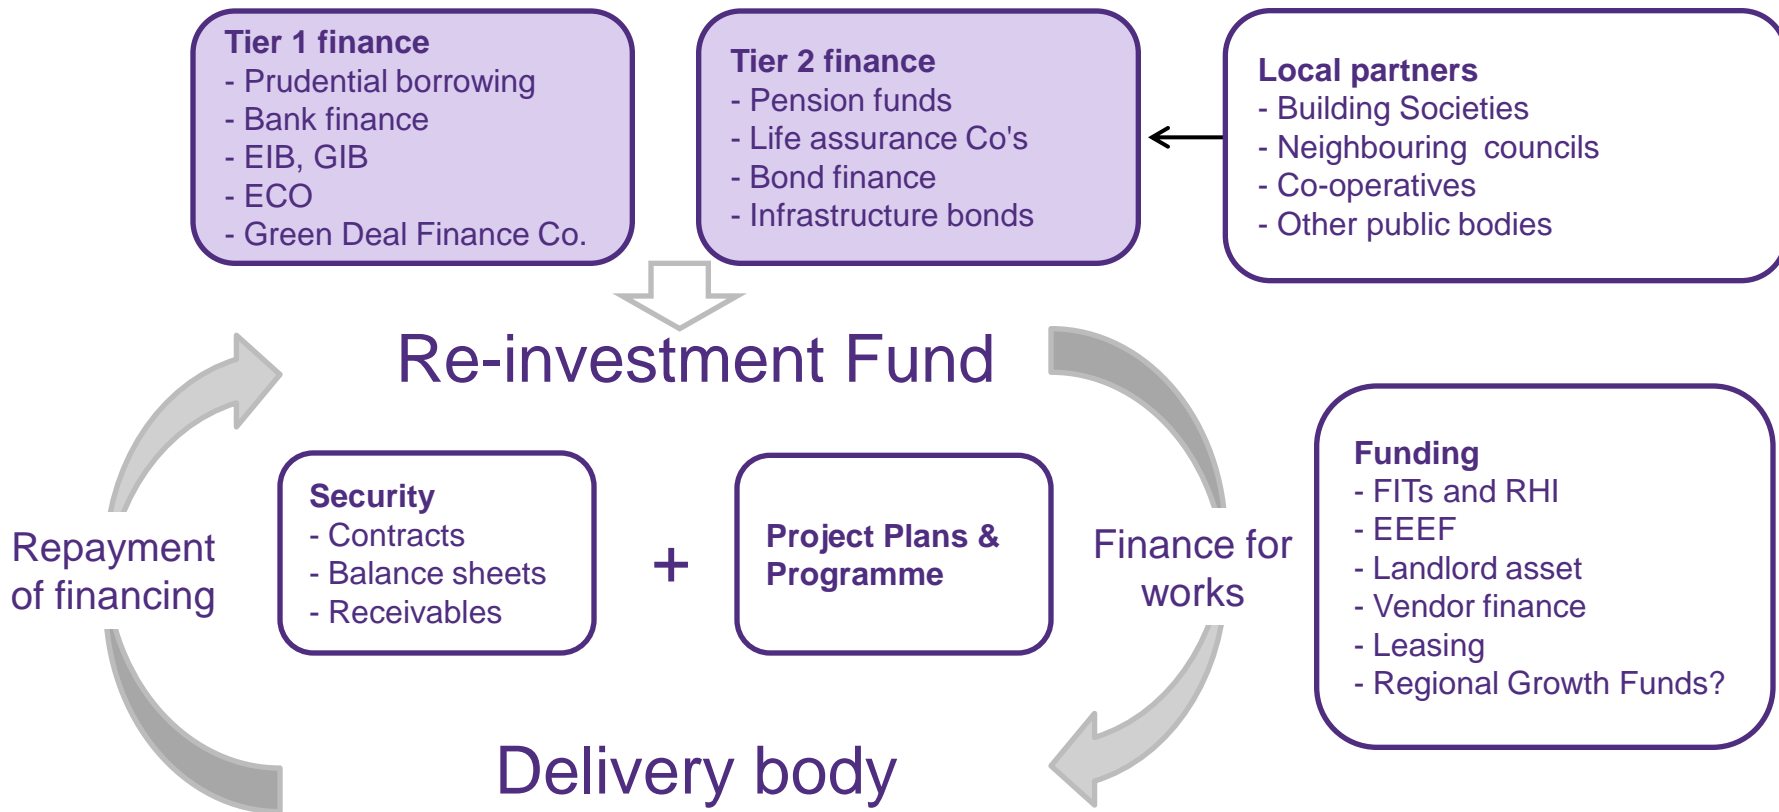 Tier 1 finance
- Prudential borrowing
- Bank finance
- EIB, GIB
- ECO
- Green Deal Finance Co.
Tier 2 finance
- Pension funds
- Life assurance Co's
- Bond finance
- Infrastructure bonds
Local partners
- Building Societies
- Neighbouring  councils
- Co-operatives
- Other public bodies
Re-investment Fund
Repayment
of financing
Security
- Contracts
- Balance sheets
- Receivables
+
Project Plans &
Programme
Finance for
works
Funding
- FITs and RHI
- EEEF
- Landlord asset
- Vendor finance
- Leasing
- Regional Growth Funds?
Delivery body